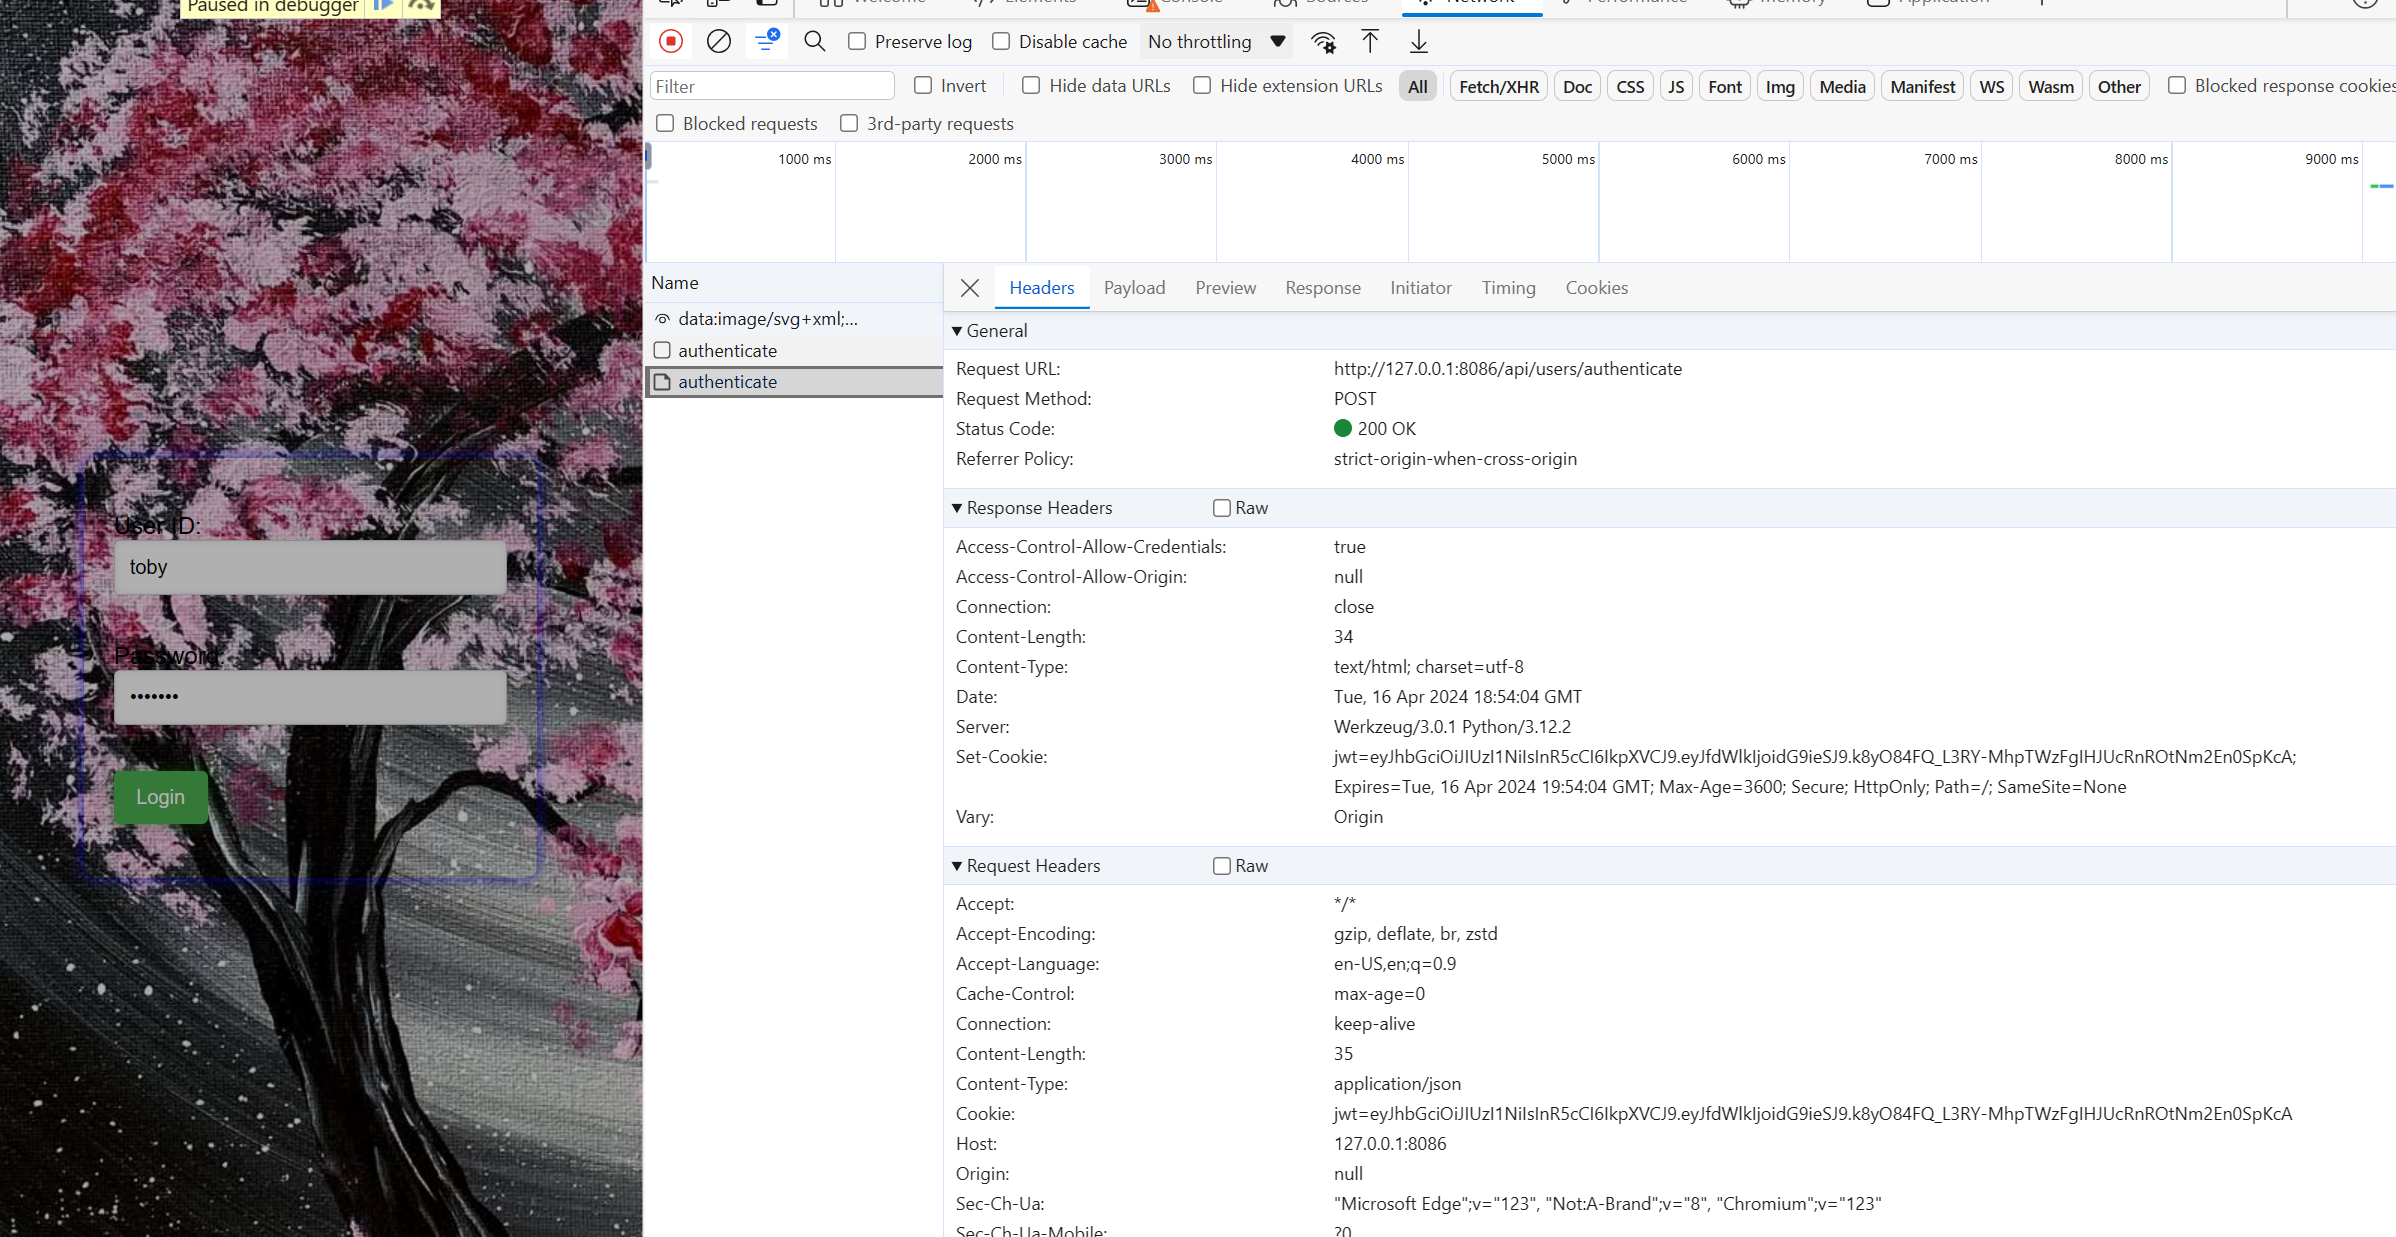 Paused in debugger
Welcome Elements Console Sources Network Performance Memory Application
Preserve log Disable cache No throttling
Filter Invert Hide data URLs Hide extension URLs All Fetch/XHR Doc CSS JS Font Img Media Manifest WS Wasm Other Blocked response cookies
Blocked requests 3rd-party requests
1000 ms 2000 ms 3000 ms 4000 ms 5000 ms 6000 ms 7000 ms 8000 ms 9000 ms
Name
data:image/svg+xml;...
authenticate
authenticate
Headers Payload Preview Response Initiator Timing Cookies
General
Request URL: http://127.0.0.1:8086/api/users/authenticate
Request Method: POST
Status Code: 200 OK
Referrer Policy: strict-origin-when-cross-origin
Response Headers Raw
Access-Control-Allow-Credentials: true
Access-Control-Allow-Origin: null
Connection: close
Content-Length: 34
Content-Type: text/html; charset=utf-8
Date: Tue, 16 Apr 2024 18:54:04 GMT
Server: Werkzeug/3.0.1 Python/3.12.2
Set-Cookie: jwt=eyJhbGciOiJIUzI1NiIsInR5cCI6IkpXVCJ9.eyJfdWlkIjoidG9ieSJ9.k8yO84FQ_L3RY-MhpTWzFgIHJUcRnROtNm2En0SpKcA;
Expires=Tue, 16 Apr 2024 19:54:04 GMT; Max-Age=3600; Secure; HttpOnly; Path=/; SameSite=None
Vary: Origin
Request Headers Raw
Accept: */*
Accept-Encoding: gzip, deflate, br, zstd
Accept-Language: en-US,en;q=0.9
Cache-Control: max-age=0
Connection: keep-alive
Content-Length: 35
Content-Type: application/json
Cookie: jwt=eyJhbGciOiJIUzI1NiIsInR5cCI6IkpXVCJ9.eyJfdWlkIjoidG9ieSJ9.k8yO84FQ_L3RY-MhpTWzFgIHJUcRnROtNm2En0SpKcA
Host: 127.0.0.1:8086
Origin: null
Sec-Ch-Ua: "Microsoft Edge";v="123", "Not:A-Brand";v="8", "Chromium";v="123"
Sec-Ch-Ua-Mobile: ?0
User ID:
toby
Password:
•••••••
Login